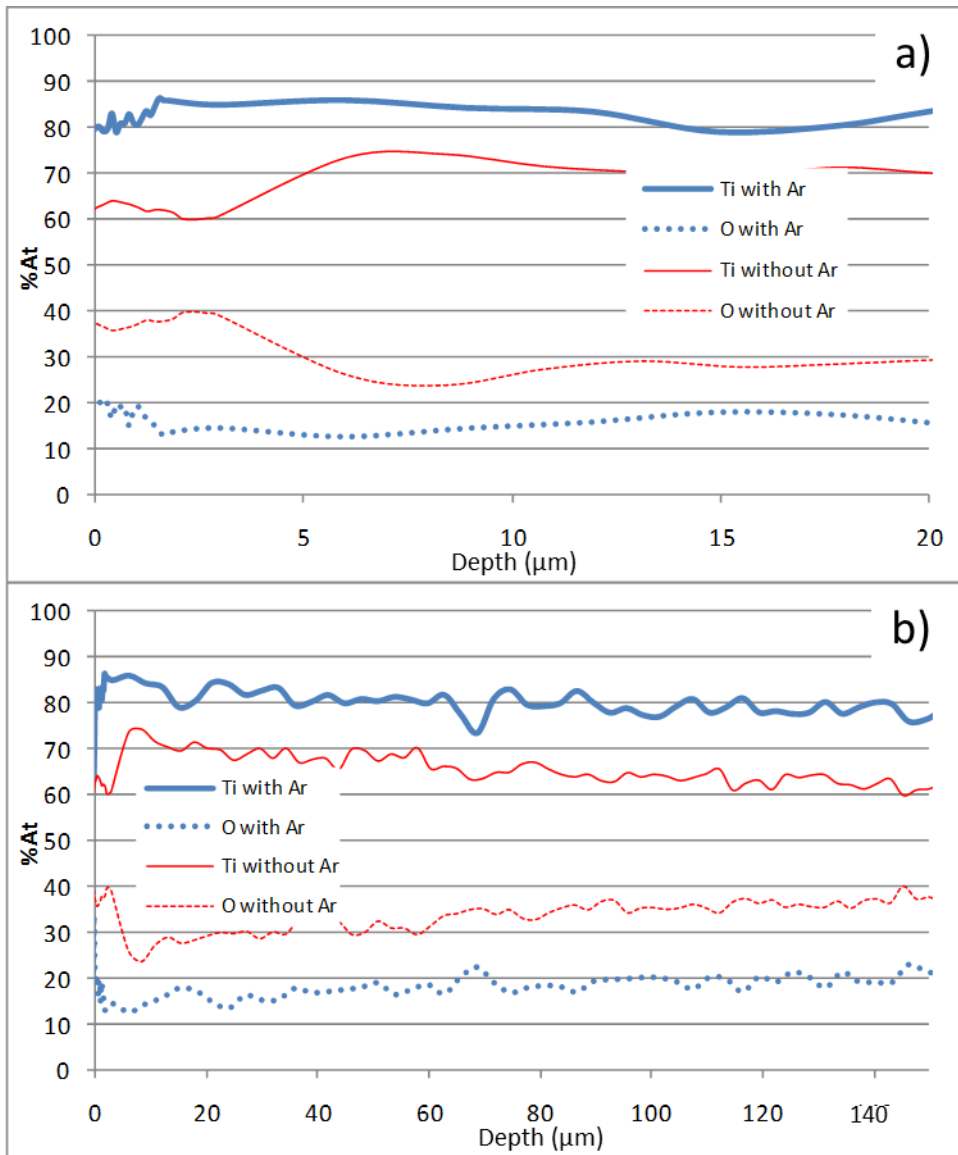 100
90
80
70
60
50
40
30
20
10
0
%At
a)
Ti with Ar
O with Ar
Ti without Ar
O without Ar
0 5 10 15 20
Depth (µm)
100
90
80
70
60
50
40
30
20
10
0
%At
b)
Ti with Ar
O with Ar
Ti without Ar
O without Ar
0 20 40 60 80 100 120 140
Depth (µm)